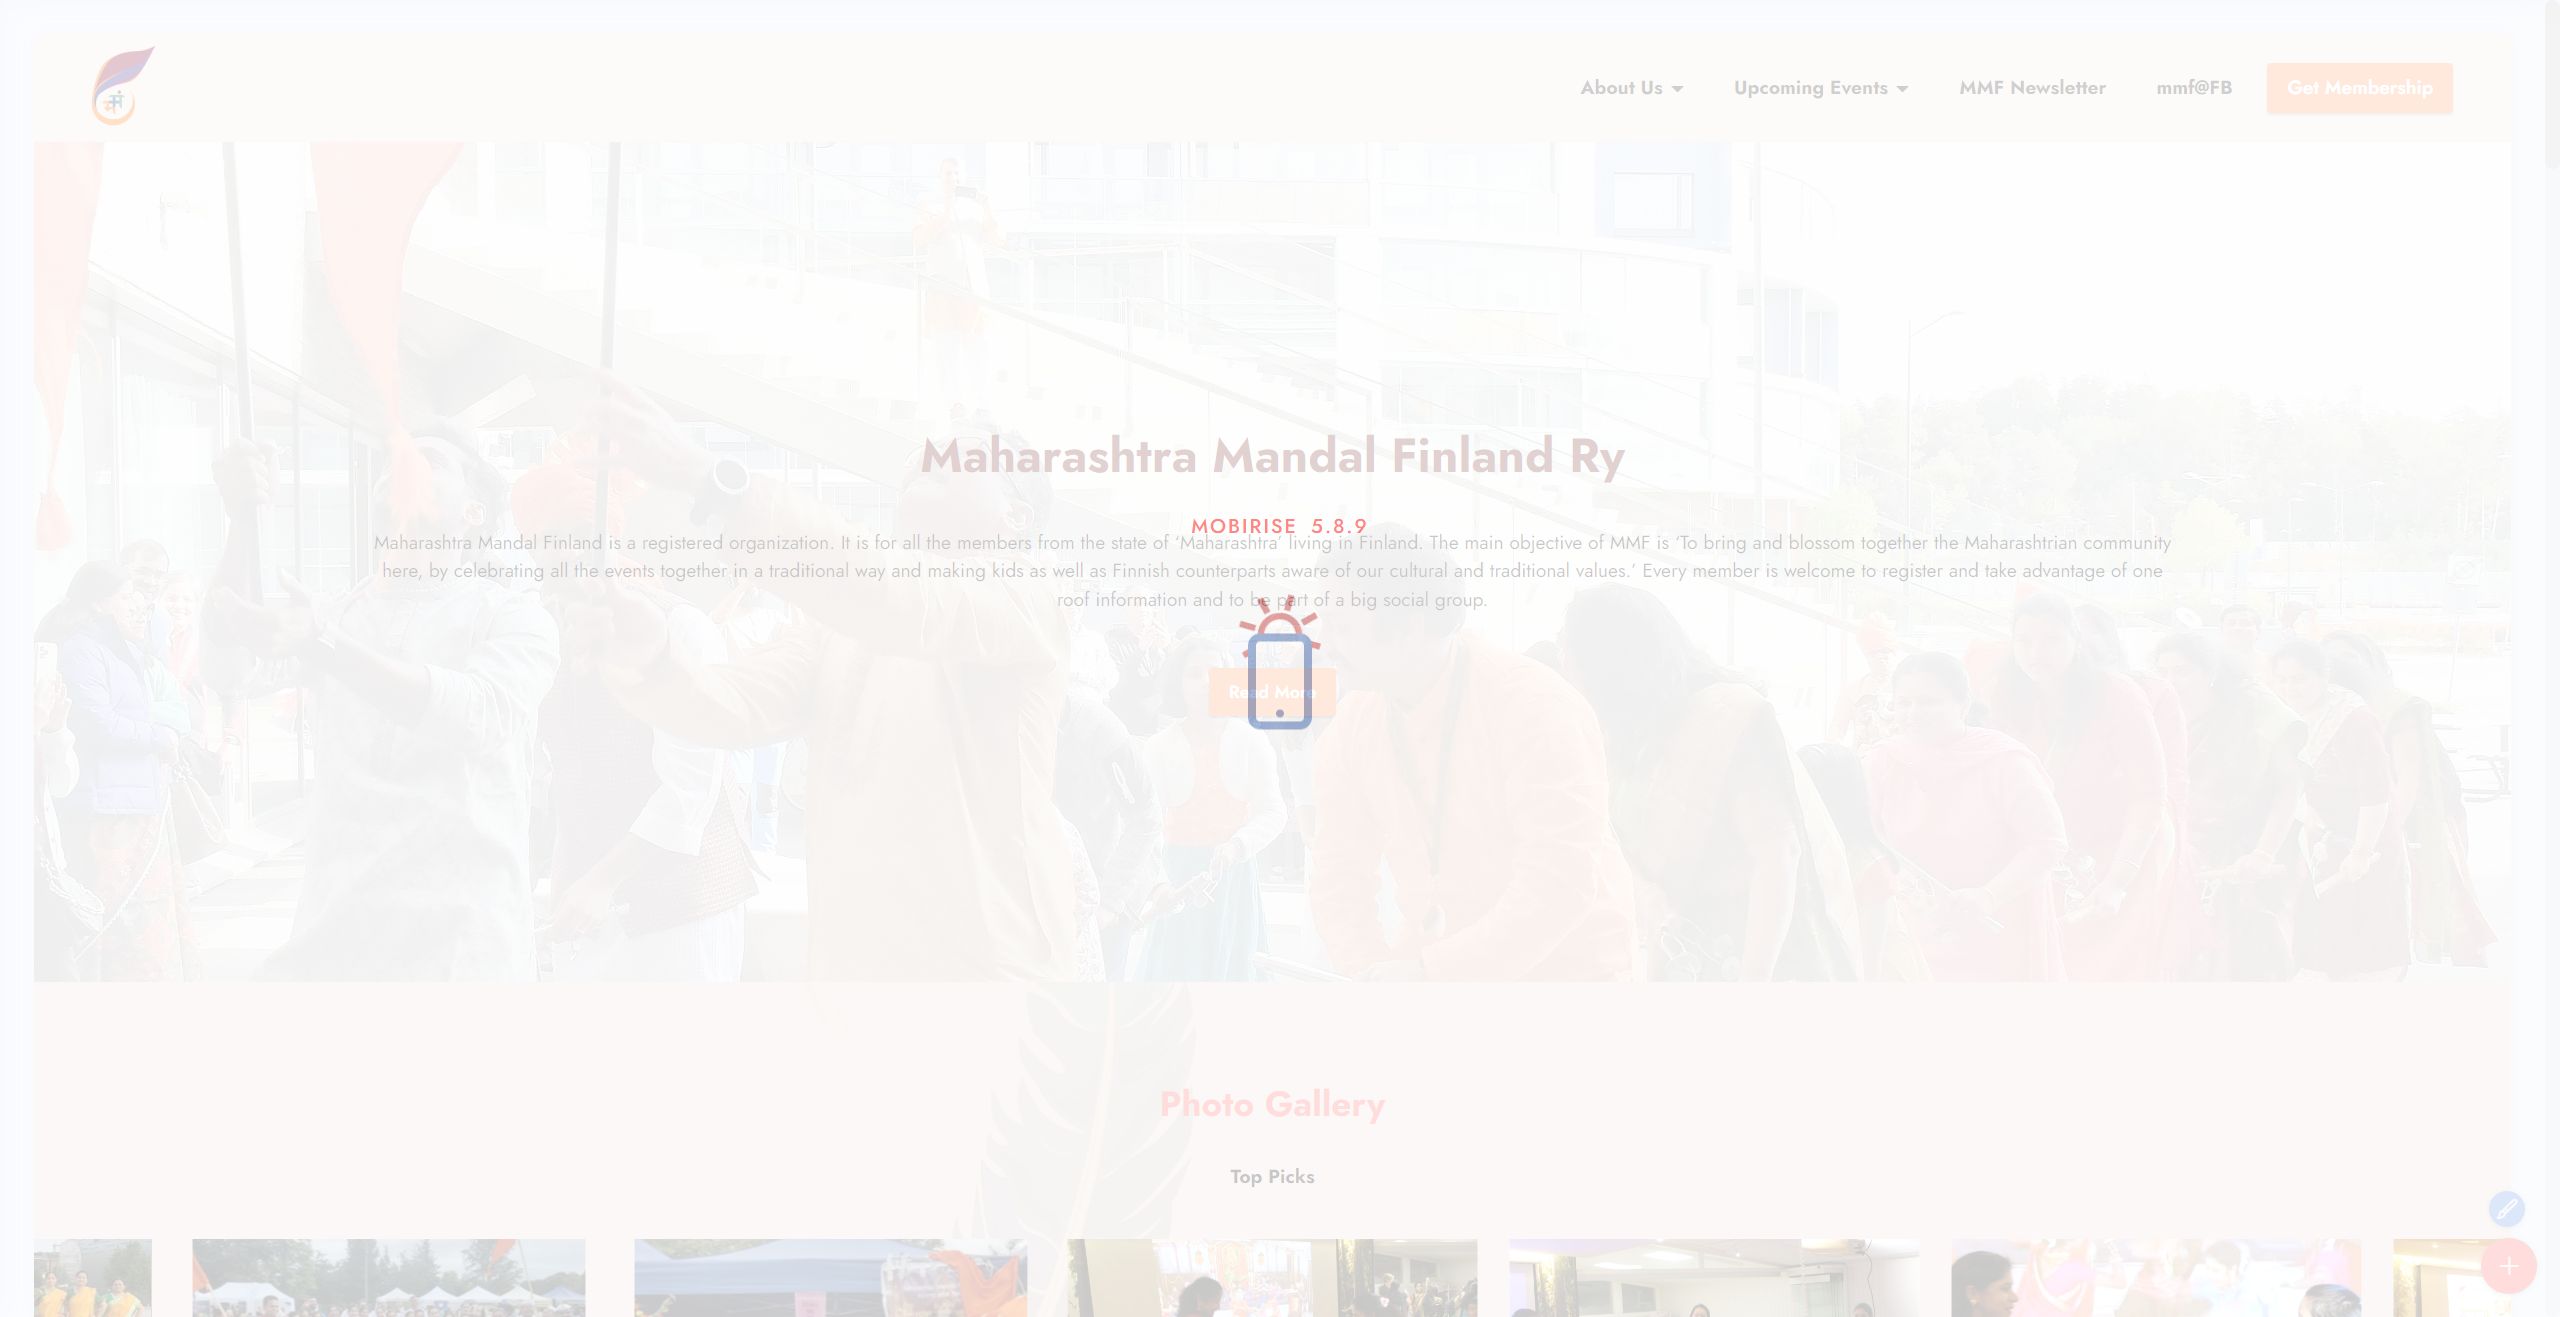 About Us
Upcoming Events
MMF Newsletter
mmf@FB
Get Membership
Maharashtra Mandal Finland Ry
MOBIRISE 5.8.9
Maharashtra Mandal Finland is a registered organization. It is for all the members from the state of ‘Maharashtra’ living in Finland. The main objective of MMF is ‘To bring and blossom together the Maharashtrian community
here, by celebrating all the events together in a traditional way and making kids as well as Finnish counterparts aware of our cultural and traditional values.’ Every member is welcome to register and take advantage of one
roof information and to be part of a big social group.
Read More
Photo Gallery
Top Picks